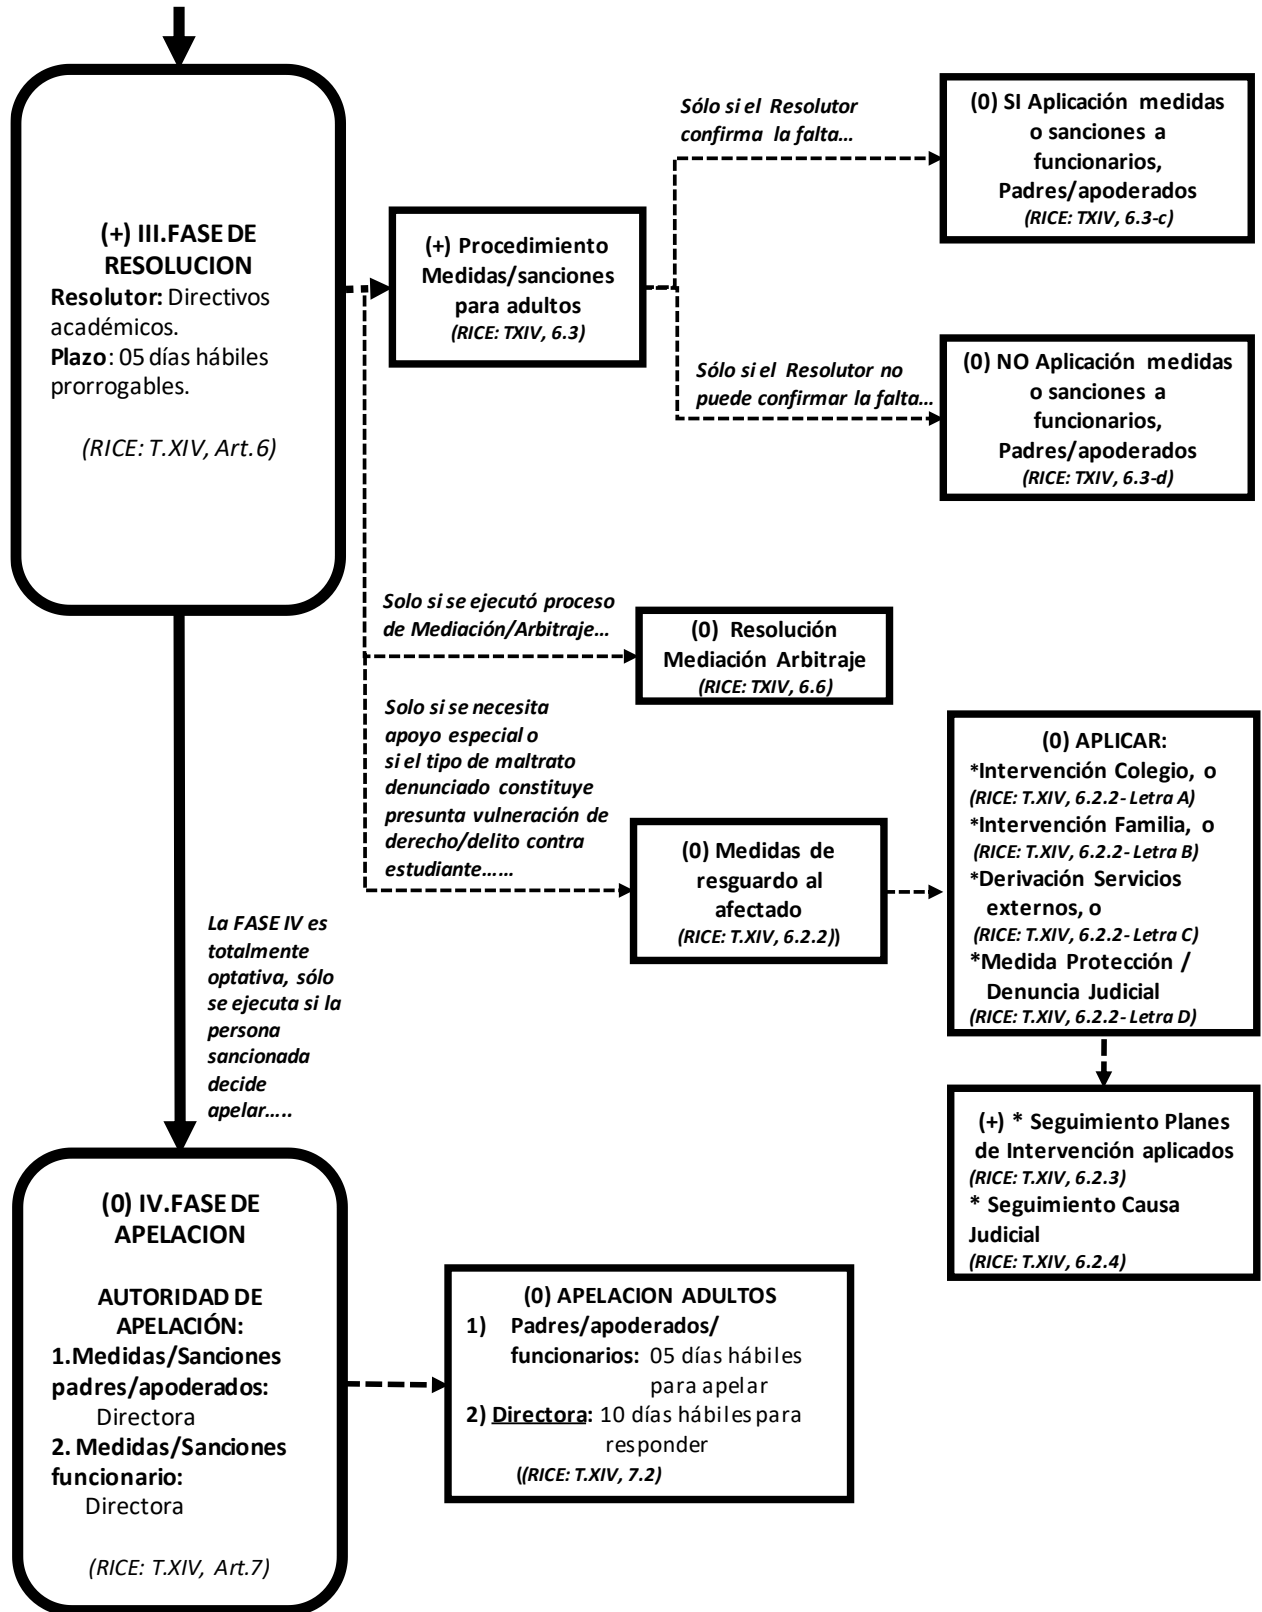 (+) III.FASE DE
RESOLUCION
Resolutor: Directivos
académicos.
Plazo: 05 días hábiles
prorrogables.
(RICE: T.XIV, Art.6)
(+) Procedimiento
Medidas/sanciones
para adultos
(RICE: TXIV, 6.3)
Sólo si el Resolutor
confirma la falta…
(0) SI Aplicación medidas
o sanciones a
funcionarios,
Padres/apoderados
(RICE: TXIV, 6.3-c)
Sólo si el Resolutor no
puede confirmar la falta…
(0) NO Aplicación medidas
o sanciones a
funcionarios,
Padres/apoderados
(RICE: TXIV, 6.3-d)
Solo si se ejecutó proceso
de Mediación/Arbitraje…
(0) Resolución
Mediación Arbitraje
(RICE: TXIV, 6.6)
Solo si se necesita
apoyo especial o
si el tipo de maltrato
denunciado constituye
presunta vulneración de
derecho/delito contra
estudiante……
(0) Medidas de
resguardo al
afectado
(RICE: T.XIV, 6.2.2))
(0) APLICAR:
*Intervención Colegio, o
(RICE: T.XIV, 6.2.2- Letra A)
*Intervención Familia, o
(RICE: T.XIV, 6.2.2- Letra B)
*Derivación Servicios
externos, o
(RICE: T.XIV, 6.2.2- Letra C)
*Medida Protección /
Denuncia Judicial
(RICE: T.XIV, 6.2.2- Letra D)
(+) * Seguimiento Planes
de Intervención aplicados
(RICE: T.XIV, 6.2.3)
* Seguimiento Causa
Judicial
(RICE: T.XIV, 6.2.4)
La FASE IV es
totalmente
optativa, sólo
se ejecuta si la
persona
sancionada
decide
apelar…..
(0) IV.FASE DE
APELACION
AUTORIDAD DE
APELACIÓN:
1.Medidas/Sanciones
padres/apoderados:
Directora
2. Medidas/Sanciones
funcionario:
Directora
(RICE: T.XIV, Art.7)
(0) APELACION ADULTOS
1) Padres/apoderados/
funcionarios: 05 días hábiles
para apelar
2) Directora: 10 días hábiles para
responder
((RICE: T.XIV, 7.2)